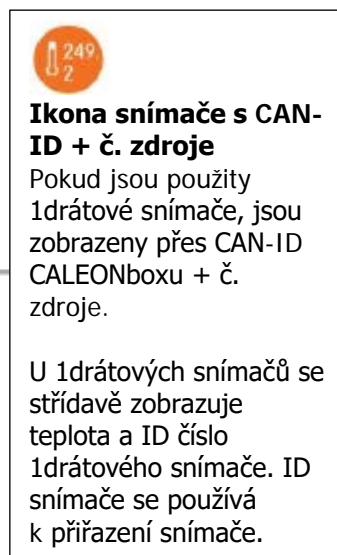 249
2
Ikona snímače s CAN-
ID + č. zdroje
Pokud jsou použity
1drátové snímače, jsou
zobrazeny přes CAN-ID
CALEONboxu + č.
zdroje.
U 1drátových snímačů se
střídavě zobrazuje
teplota a ID číslo
1drátového snímače. ID
snímače se používá
k přiřazení snímače.